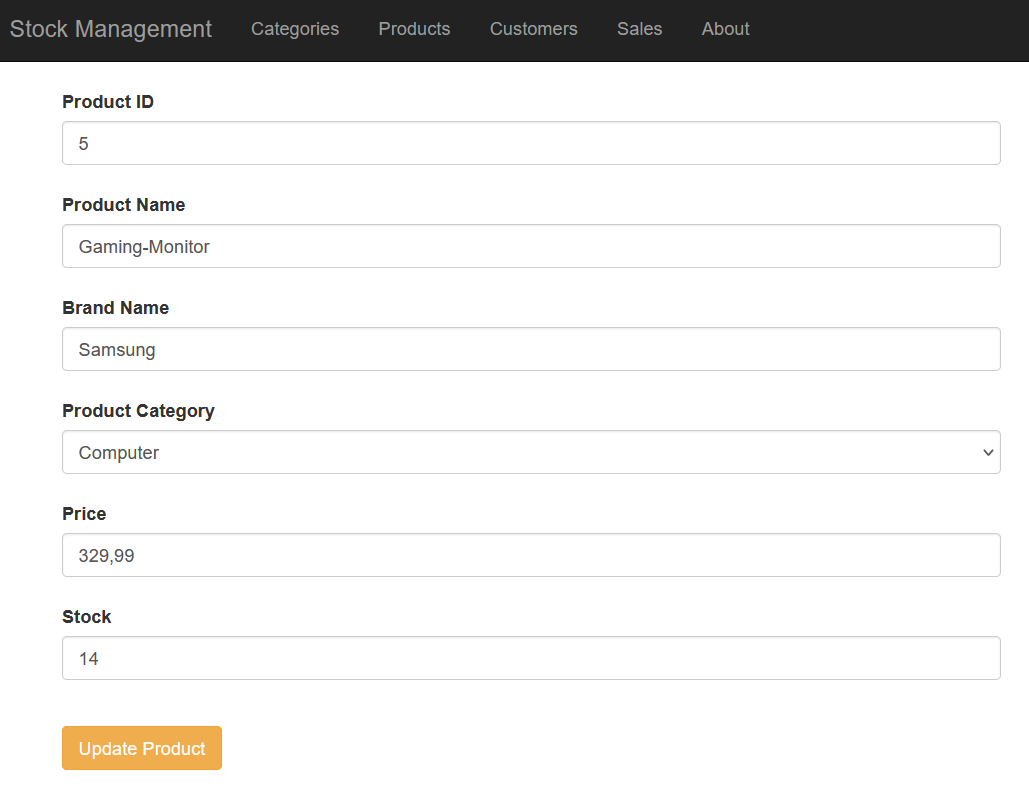 Stock Management Categories Products Customers Sales About
Product ID
5
Product Name
Gaming-Monitor
Brand Name
Samsung
Product Category
Computer
Price
329,99
Stock
14
Update Product